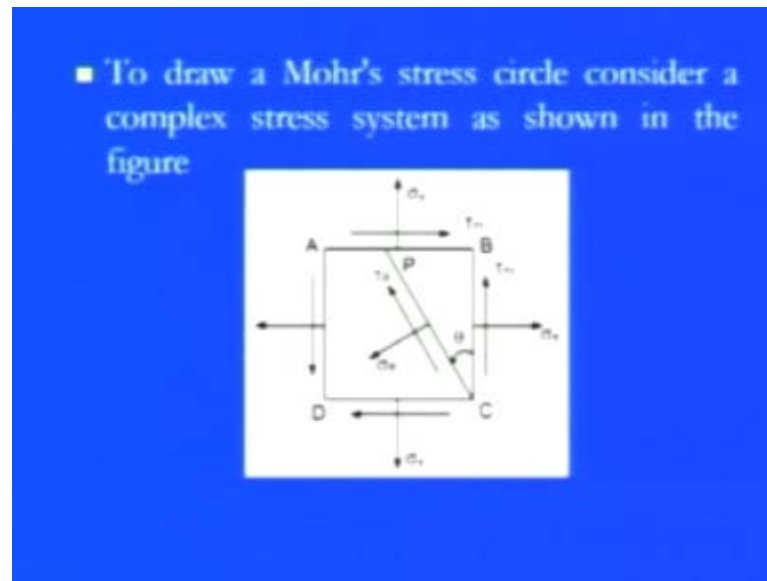 To draw a Mohr's stress circle consider a
complex stress system as shown in the
figure
A
B
P
θ
D
C